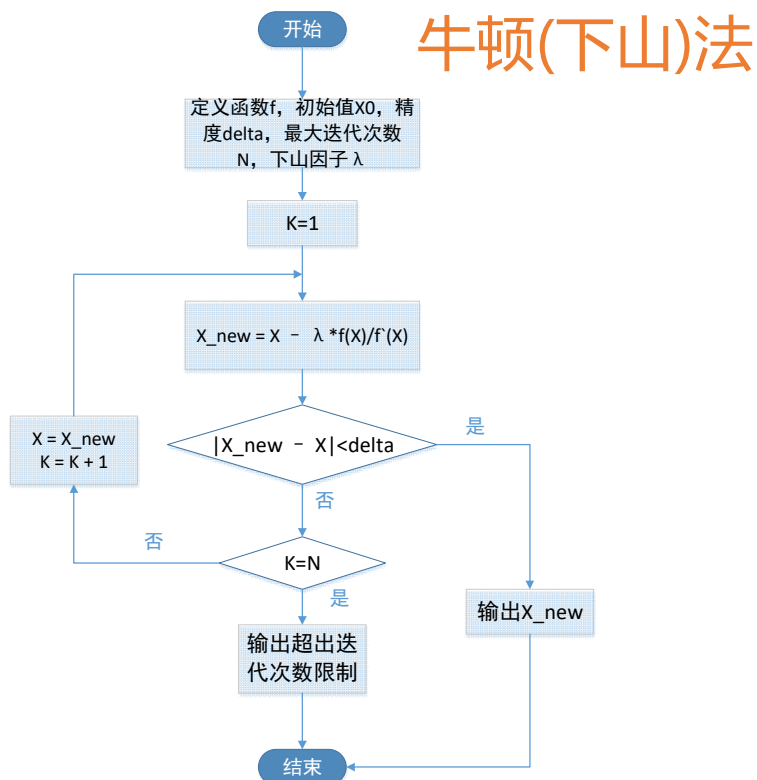 牛顿(下山)法
开始
定义函数f，初始值X0，精
度delta，最大迭代次数
N，下山因子 λ
K=1
X_new = X － λ *f(X)/f`(X)
|X_new － X|<delta
是
X = X_new
K = K + 1
否
否
K=N
是
输出X_new
输出超出迭
代次数限制
结束